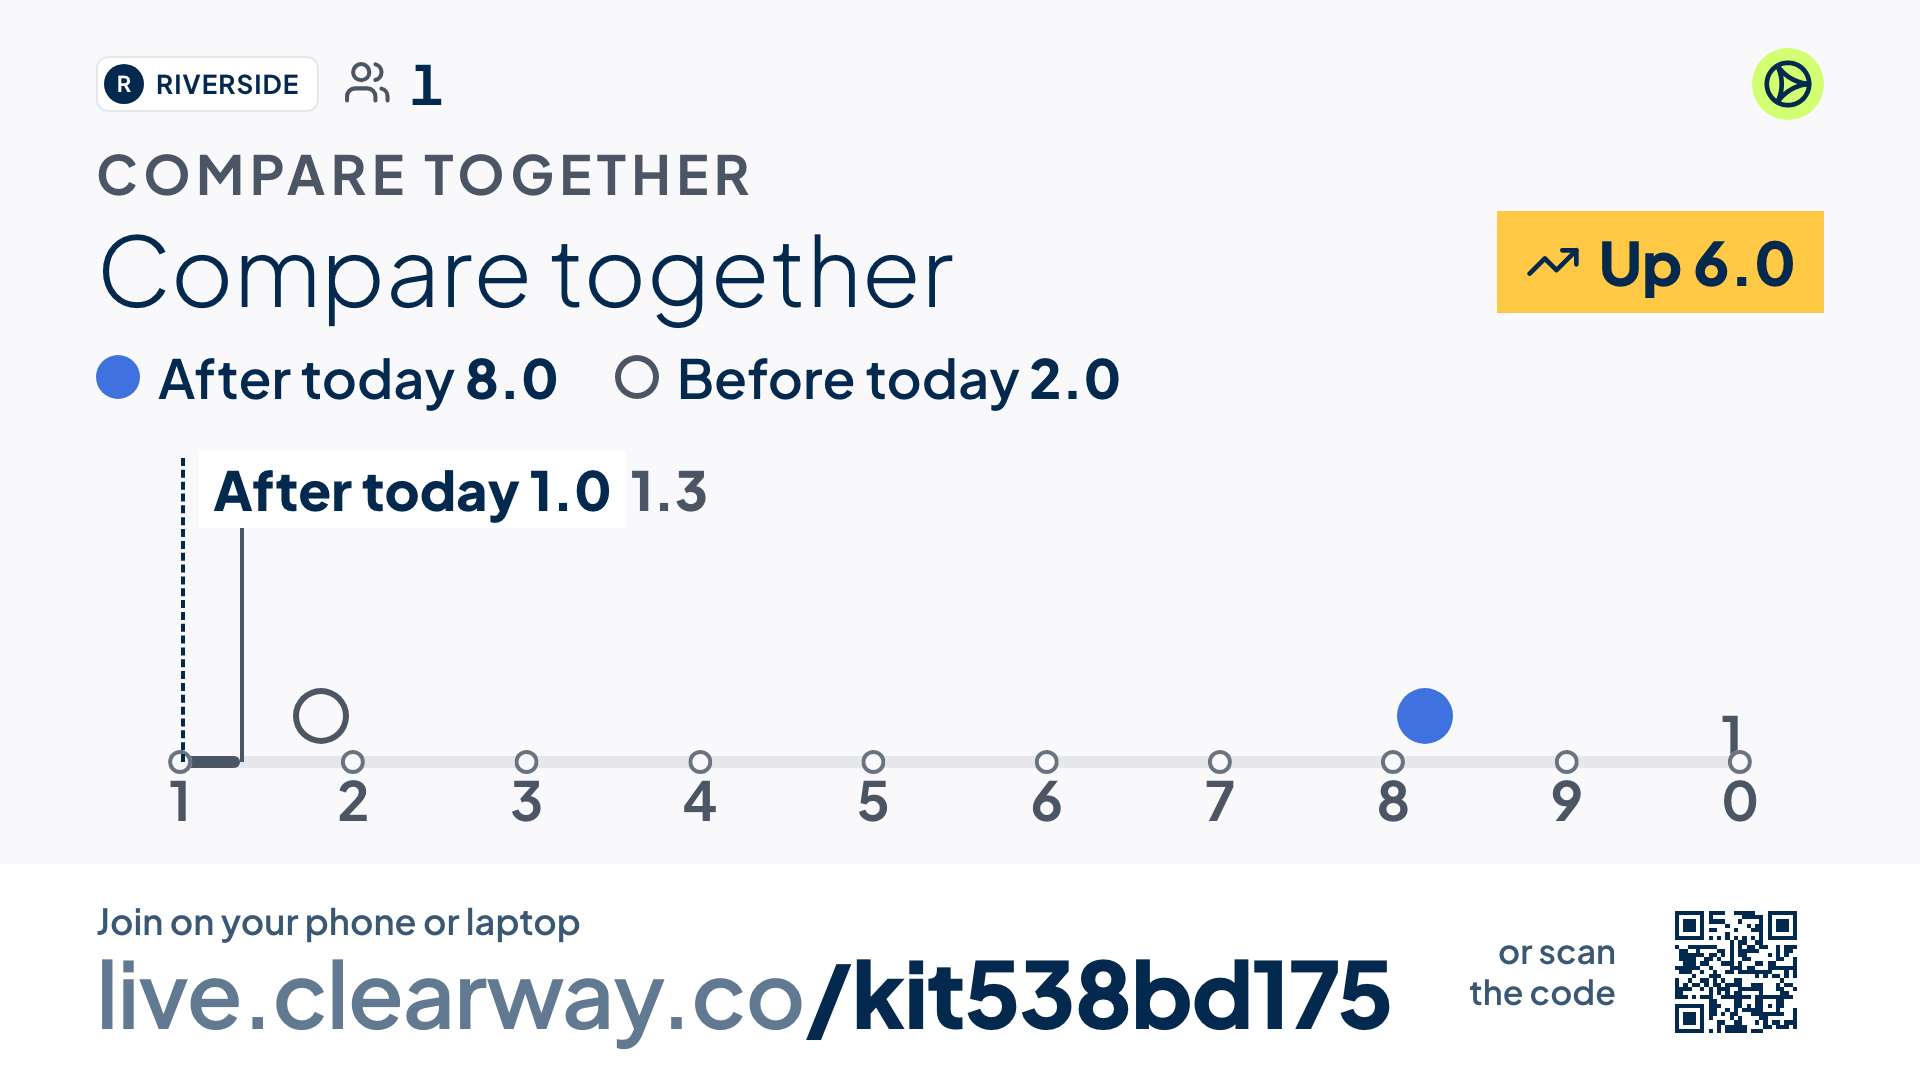 R RIVERSIDE 1
COMPARE TOGETHER
Compare together
Up 6.0
After today 8.0 Before today 2.0
After today 1.0 1.3
1 2 3 4 5 6 7 8 9 10
Join on your phone or laptop
live.clearway.co/kit538bd175
or scan
the code